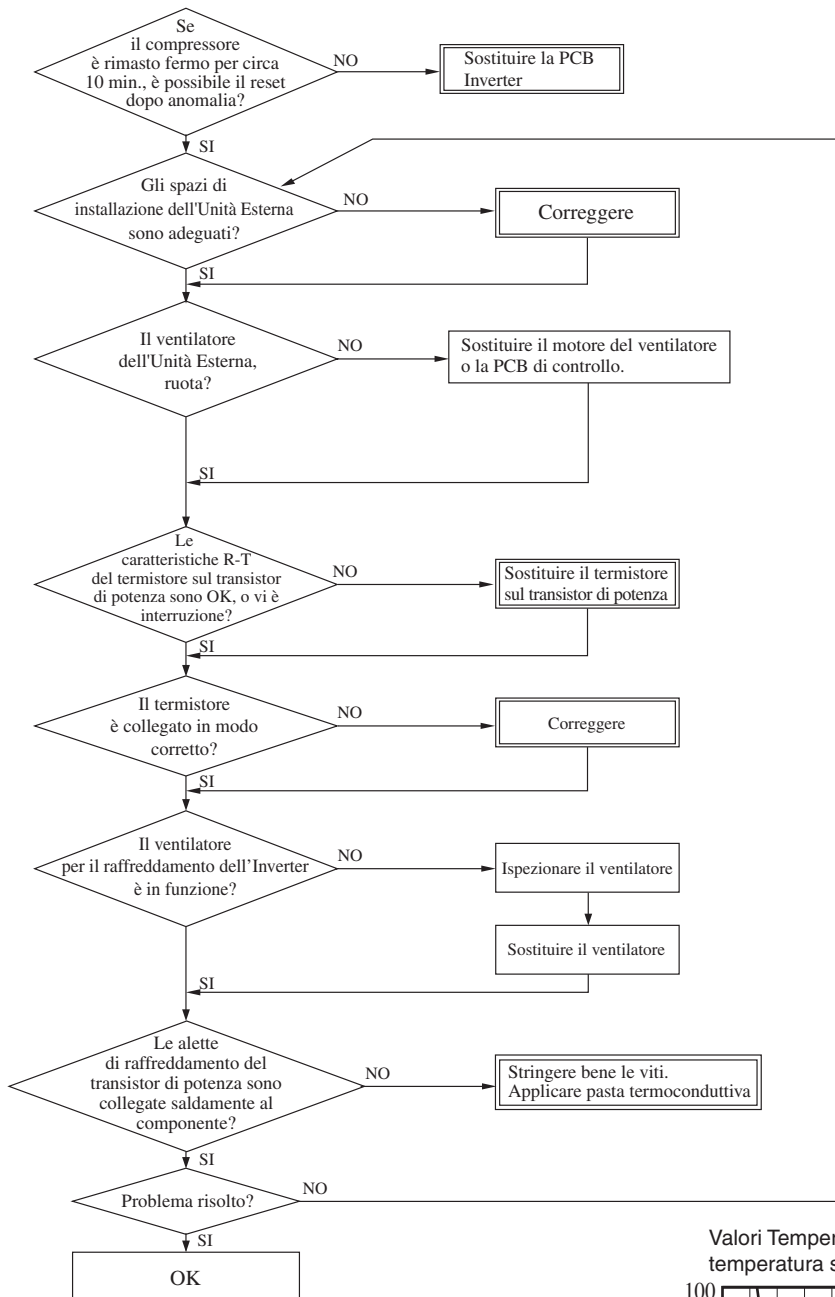 Se
il compressore
è rimasto fermo per circa
10 min., è possibile il reset
dopo anomalia?
NO
Sostituire la PCB
Inverter
SI
Gli spazi di
installazione dell'Unità Esterna
sono adeguati?
NO
Correggere
SI
Il ventilatore
dell'Unità Esterna,
ruota?
NO
Sostituire il motore del ventilatore
o la PCB di controllo.
SI
Le
caratteristiche R-T
del termistore sul transistor
di potenza sono OK, o vi è
interruzione?
NO
Sostituire il termistore
sul transistor di potenza
SI
Il termistore
è collegato in modo
corretto?
NO
Correggere
SI
Il ventilatore
per il raffreddamento dell’Inverter
è in funzione?
NO
Ispezionare il ventilatore
Sostituire il ventilatore
SI
Le alette
di raffreddamento del
transistor di potenza sono
collegate saldamente al
componente?
NO
Stringere bene le viti.
Applicare pasta termoconduttiva
SI
Problema risolto?
NO
SI
OK
Valori Temper
temperatura s
100